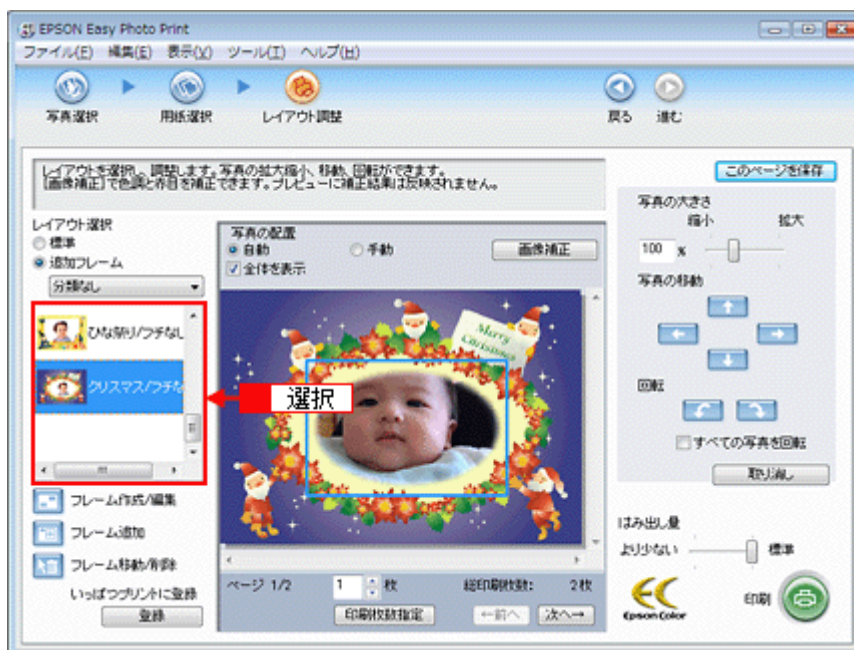 EPSON Easy Photo Print
ファイル(F) 編集(E) 表示(V) ツール(T) ヘルプ(H)
写真選択 用紙選択 レイアウト調整 戻る 進む
レイアウトを選択し、調整します。写真の拡大縮小、移動、回転ができます。
[画像補正]で色調と赤目を補正できます。プレビューに補正結果は反映されません。
このページを保存
レイアウト選択
標準
追加フレーム
分類なし
ひな祭り/フチなし
クリスマス/フチな
フレーム作成/編集
フレーム追加
フレーム移動/削除
いっぱつプリントに登録
登録
写真の配置
自動 手動 画像補正
全体を表示
Merry
Christmas
選択
ページ 1/2 1 枚 総印刷枚数: 2枚
印刷枚数指定 ←前へ 次へ→
写真の大きさ
縮小 拡大
100 %
写真の移動
回転
すべての写真を回転
取り消し
はみ出し量
より少ない 標準
Epson Color
印刷